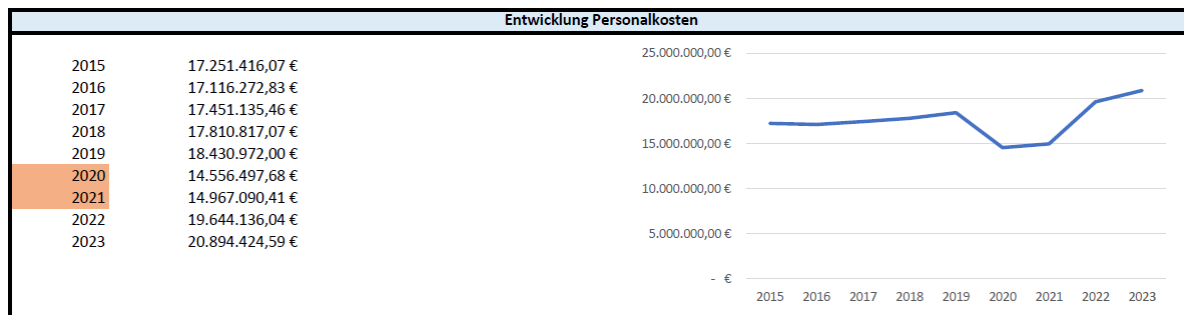 Entwicklung Personalkosten
2015 17.251.416,07 €
2016 17.116.272,83 €
2017 17.451.135,46 €
2018 17.810.817,07 €
2019 18.430.972,00 €
2020 14.556.497,68 €
2021 14.967.090,41 €
2022 19.644.136,04 €
2023 20.894.424,59 €
25.000.000,00 €
20.000.000,00 €
15.000.000,00 €
10.000.000,00 €
5.000.000,00 €
- €
2015 2016 2017 2018 2019 2020 2021 2022 2023